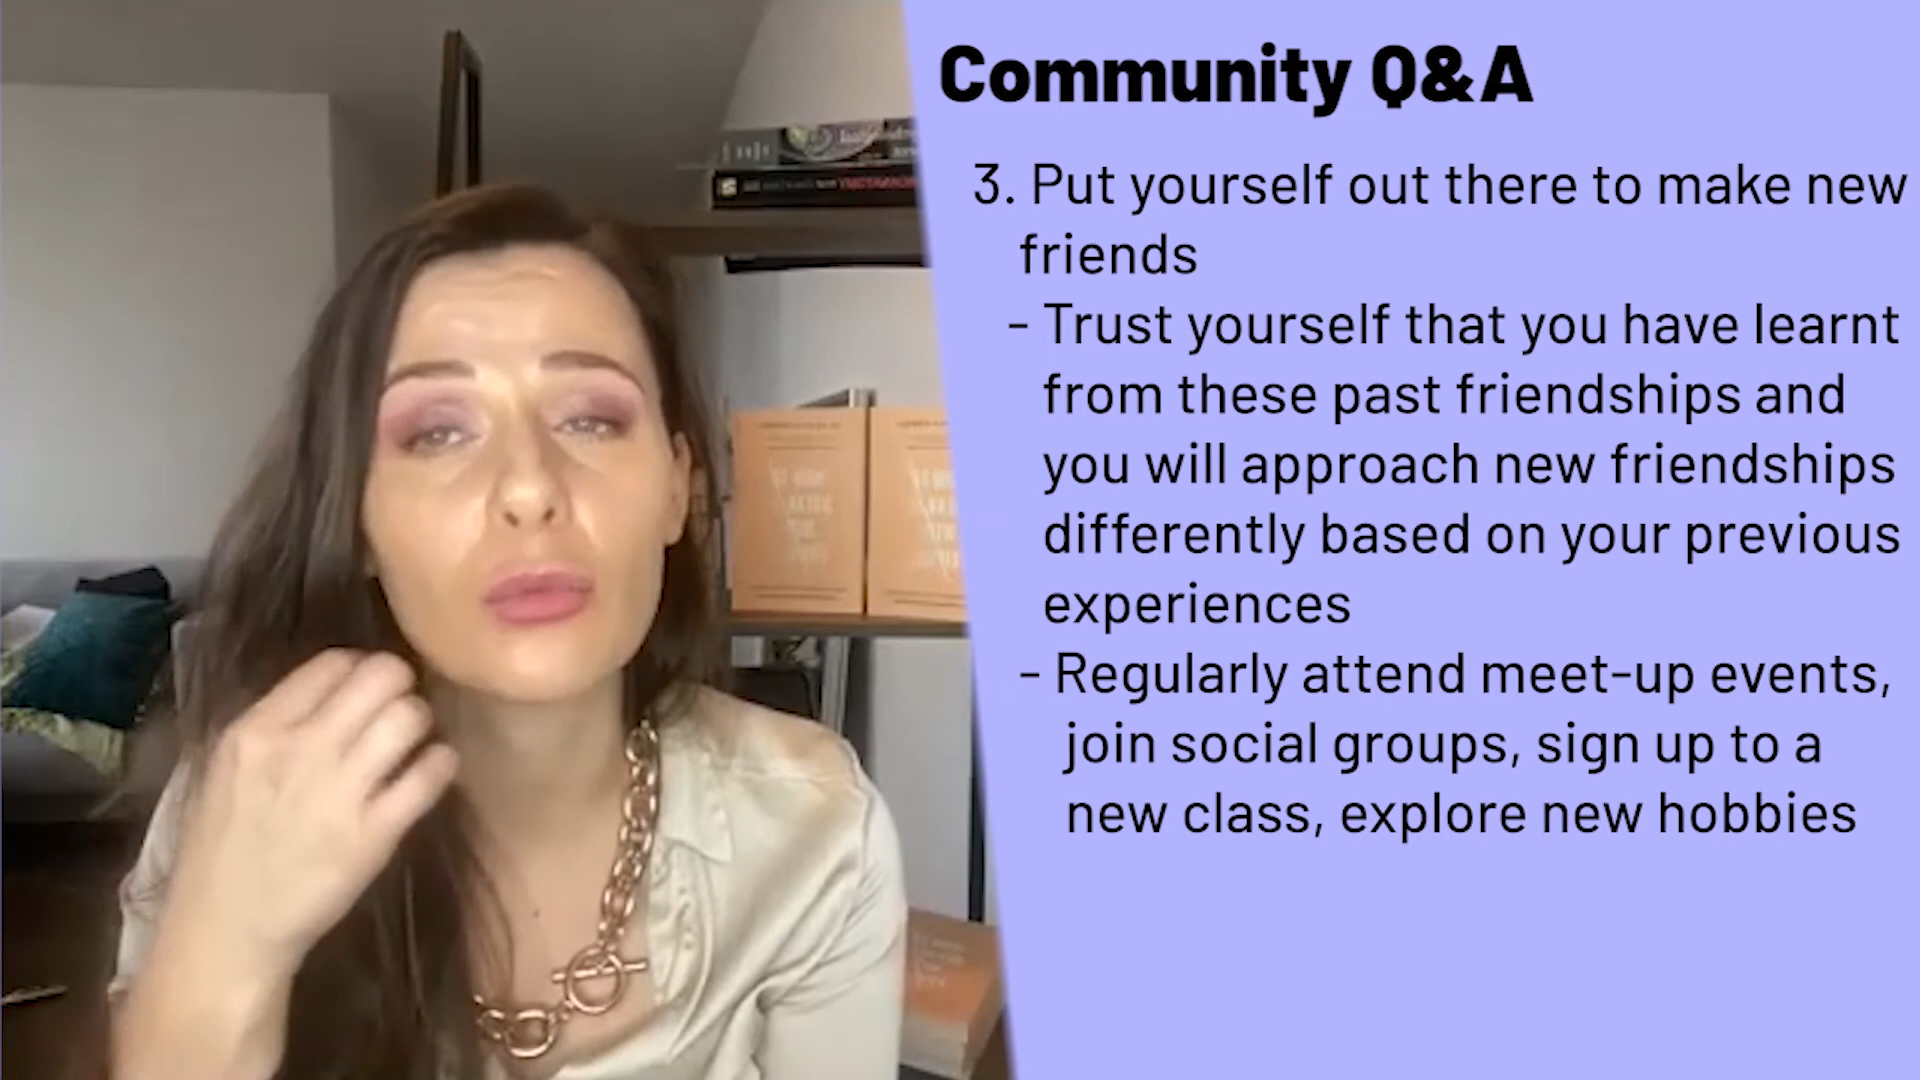 Community Q&A
3. Put yourself out there to make new
friends
- Trust yourself that you have learnt
from these past friendships and
you will approach new friendships
differently based on your previous
experiences
- Regularly attend meet-up events,
join social groups, sign up to a
new class, explore new hobbies